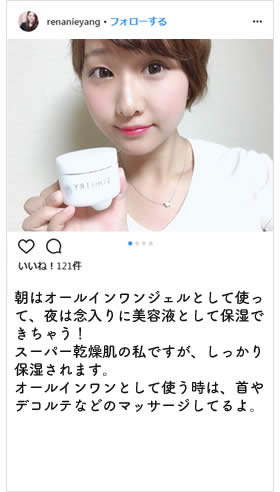 renanieyang • フォローする
いいね！121件
朝はオールインワンジェルとして使っ
て、夜は念入りに美容液として保湿で
きちゃう！
スーパー乾燥肌の私ですが、しっかり
保湿されます。
オールインワンとして使う時は、首や
デコルテなどのマッサージしてるよ。